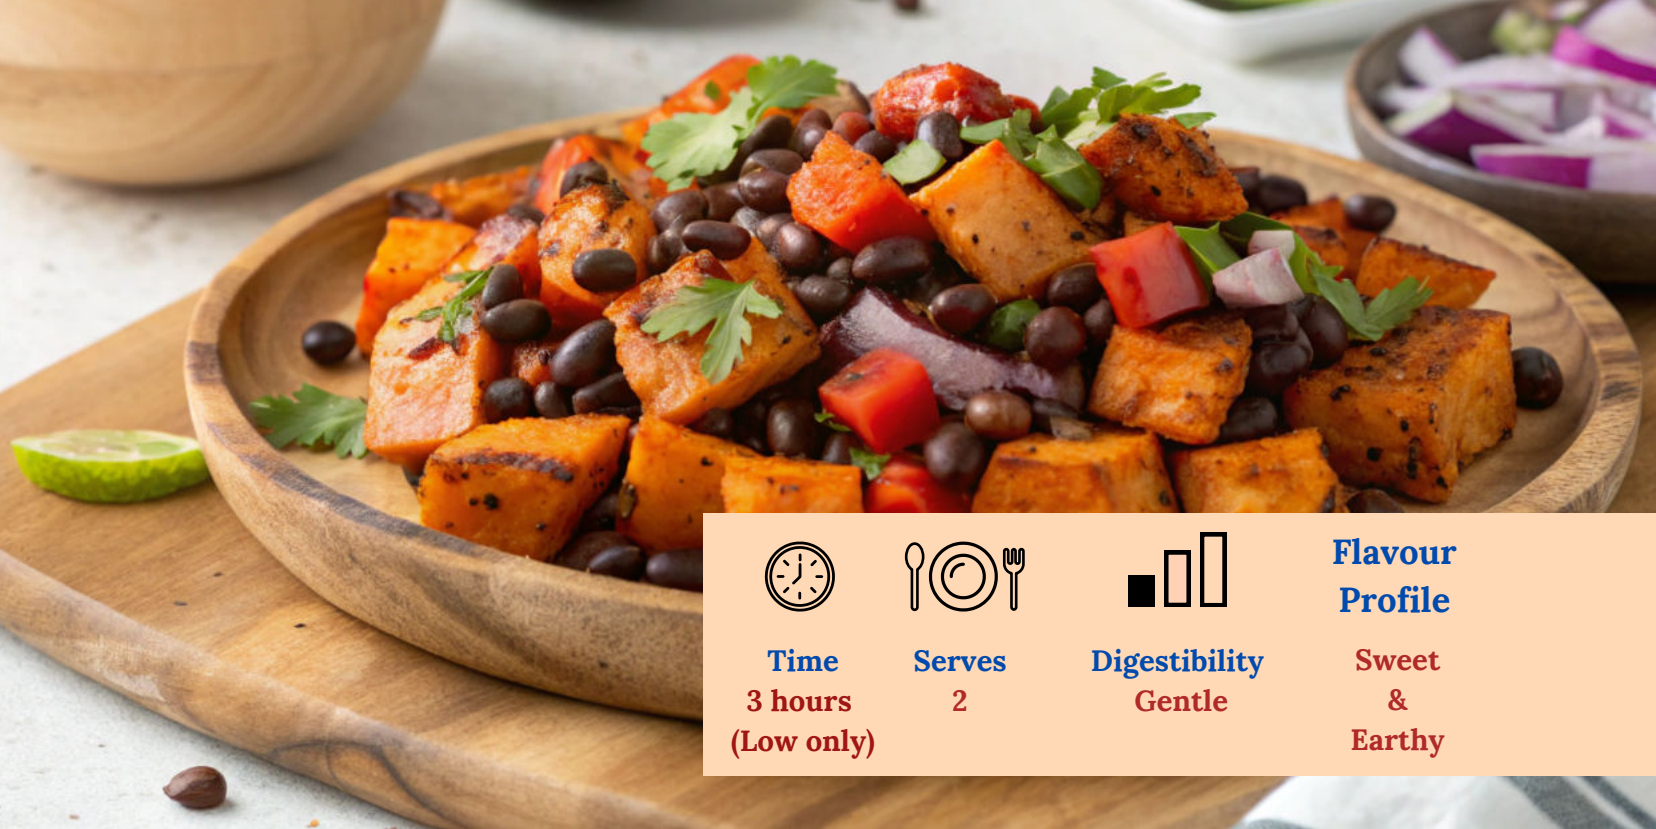 Time
3 hours
(Low only)
Serves
2
Digestibility
Gentle
Flavour
Profile
Sweet
&
Earthy